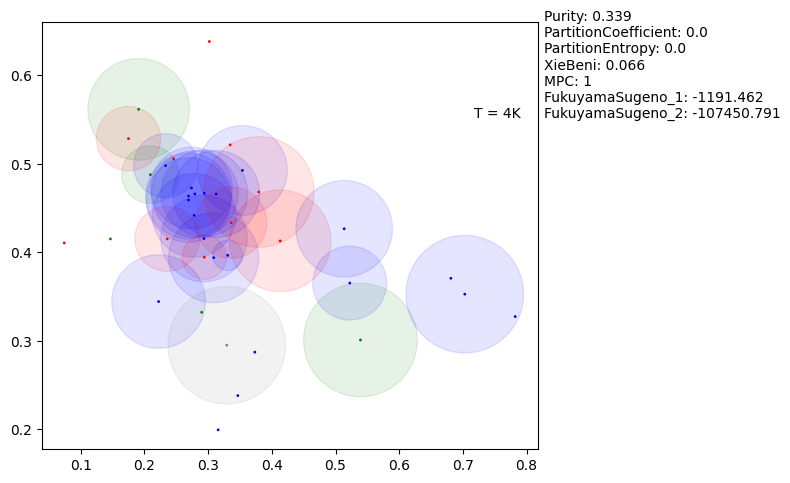 Purity: 0.339
PartitionCoefficient: 0.0
PartitionEntropy: 0.0
XieBeni: 0.066
MPC: 1
FukuyamaSugeno_1: -1191.462
FukuyamaSugeno_2: -107450.791
T = 4K
0.6
0.5
0.4
0.3
0.2
0.1 0.2 0.3 0.4 0.5 0.6 0.7 0.8